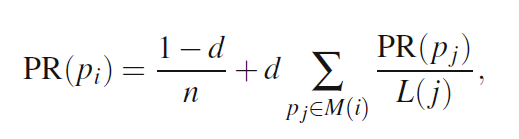 PR(p_i) = \frac{1 - d}{n} + d \sum_{p_j \in M(i)} \frac{PR(p_j)}{L(j)},